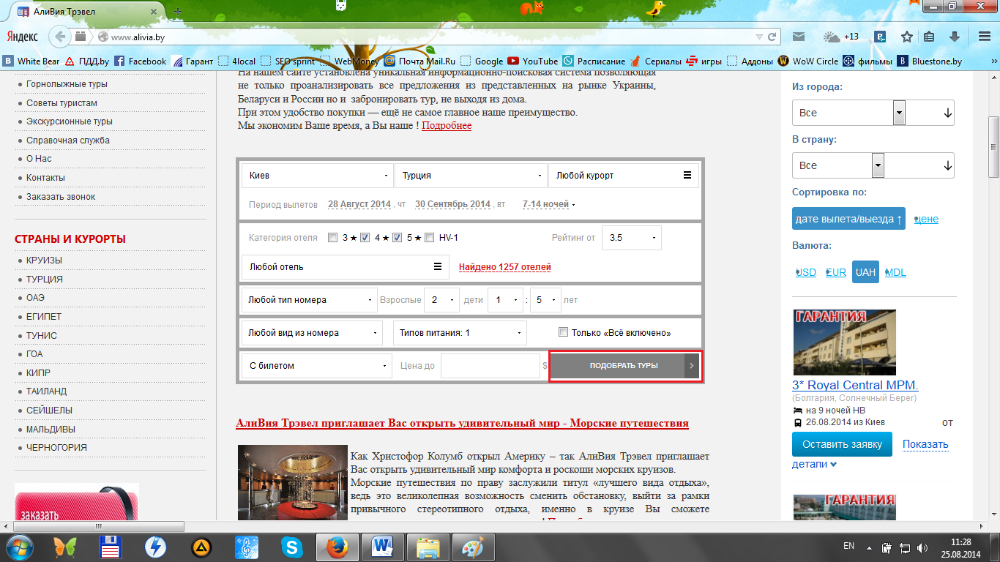 АлиВия Трэвел
Яндекс
www.alivia.by
+13
White Bear ПДД.by Facebook Гарант 4local SEO sprint WebMoney Почта Mail.Ru Google YouTube Расписание Сериалы игры Аддоны WoW Circle фильмы Bluestone.by »
Горнолыжные туры
Советы туристам
Экскурсионные туры
Справочная служба
О Нас
Контакты
Заказать звонок
СТРАНЫ И КУРОРТЫ
КРУИЗЫ
ТУРЦИЯ
ОАЭ
ЕГИПЕТ
ТУНИС
ГОА
КИПР
ТАИЛАНД
СЕЙШЕЛЫ
МАЛЬДИВЫ
ЧЕРНОГОРИЯ
заказать
На нашем сайте установлена уникальная информационно-поисковая система позволяющая
не только проанализировать все предложения из представленных на рынке Украины,
Беларуси и России но и забронировать тур, не выходя из дома.
При этом удобство покупки — ещё не самое главное наше преимущество.
Мы экономим Ваше время, а Вы наше ! Подробнее
Киев Турция Любой курорт
Период вылетов 28 Август 2014 , чт 30 Сентябрь 2014 , вт 7-14 ночей
Категория отеля 3 ★ 4 ★ 5 ★ HV-1 Рейтинг от 3.5
Любой отель Найдено 1257 отелей
Любой тип номера Взрослые 2 дети 1 : 5 лет
Любой вид из номера Типов питания: 1 Только «Всё включено»
С билетом Цена до $ ПОДОБРАТЬ ТУРЫ
АлиВия Трэвел приглашает Вас открыть удивительный мир - Морские путешествия
Как Христофор Колумб открыл Америку – так АлиВия Трэвел приглашает
Вас открыть удивительный мир комфорта и роскоши морских круизов.
Морские путешествия по праву заслужили титул «лучшего вида отдыха»,
ведь это великолепная возможность сменить обстановку, выйти за рамки
привычного стереотипного отдыха, именно в круизе Вы сможете
Из города:
Все
В страну:
Все
Сортировка по:
дате вылета/выезда ↑ цене
Валюта:
USD EUR UAH MDL
ГАРАНТИЯ
3* Royal Central МРМ.
(Болгария, Солнечный Берег)
на 9 ночей HB
26.08.2014 из Киев от
Оставить заявку Показать
детали
ГАРАНТИЯ
EN
11:28
25.08.2014